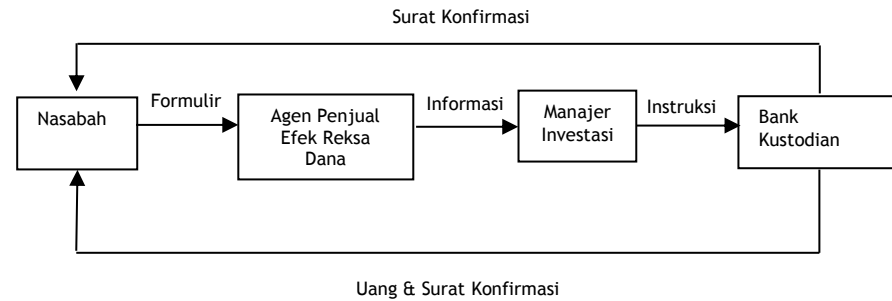 Surat Konfirmasi
Nasabah
Formulir
Agen Penjual
Efek Reksa
Dana
Informasi
Manajer
Investasi
Instruksi
Bank
Kustodian
Uang & Surat Konfirmasi